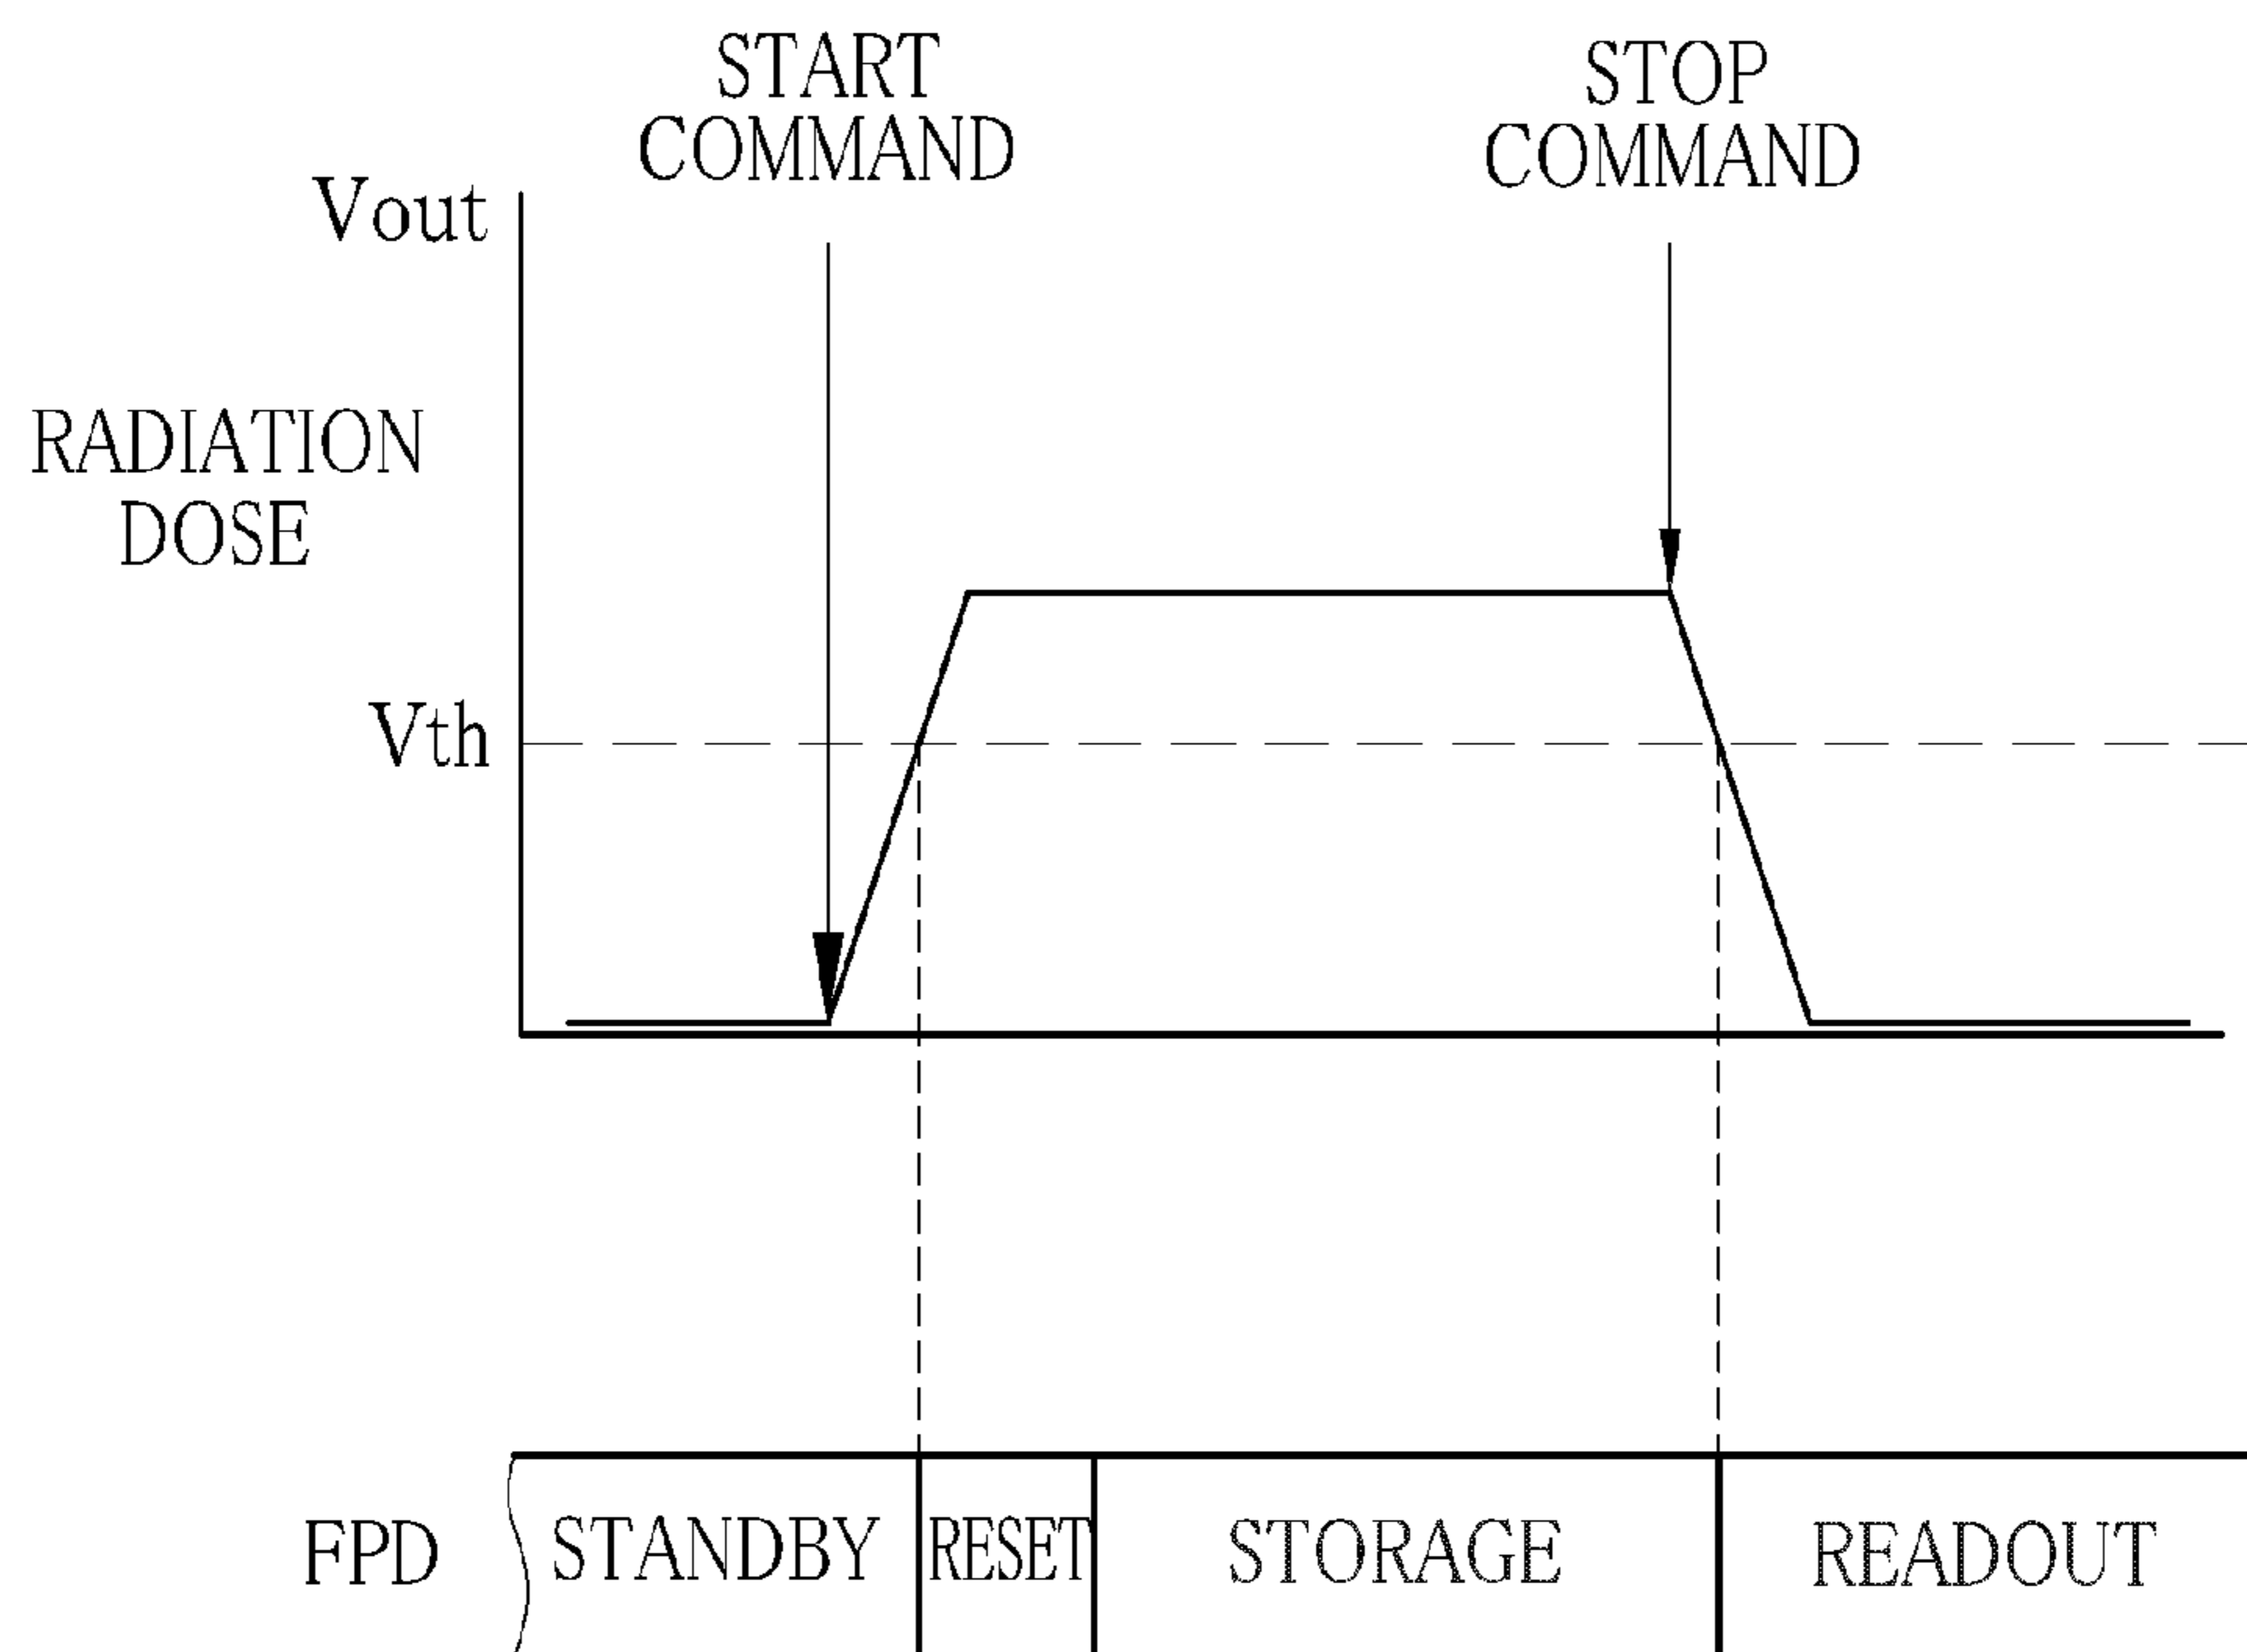 START
COMMAND
STOP
COMMAND
Vout
RADIATION
DOSE
Vth
FPD STANDBY RESET STORAGE READOUT